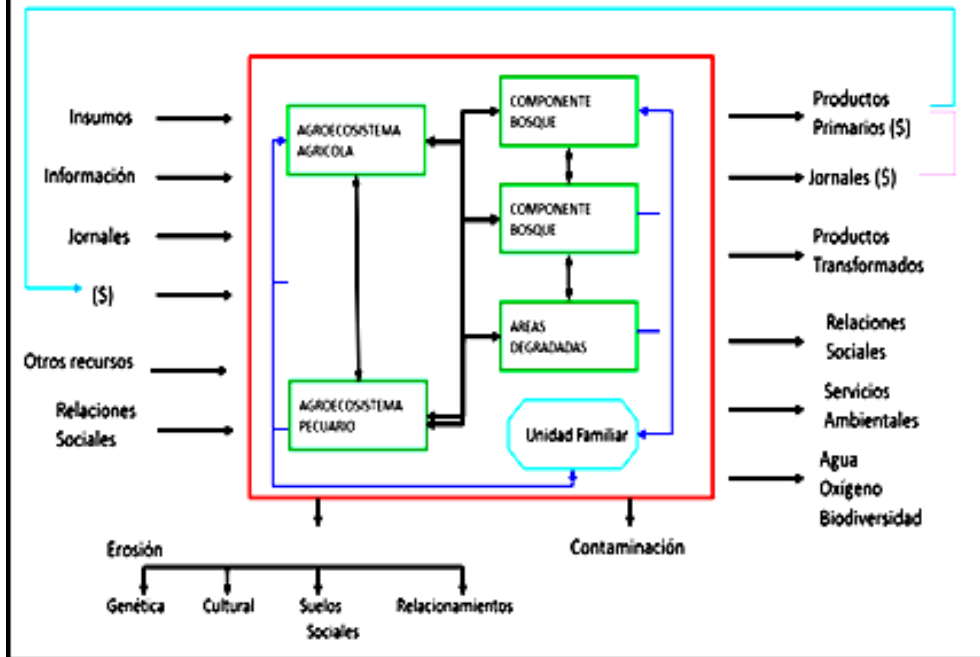 Insumos
Información
Jornales
($)
Otros recursos
Relaciones
Sociales
AGROECOSISTEMA
AGRICOLA
AGROECOSISTEMA
PECUARIO
COMPONENTE
BOSQUE
COMPONENTE
BOSQUE
AREAS
DEGRADADAS
Unidad Familiar
Productos
Primarios ($)
Jornales ($)
Productos
Transformados
Relaciones
Sociales
Servicios
Ambientales
Agua
Oxígeno
Biodiversidad
Erosión
Contaminación
Genética
Cultural
Suelos
Sociales
Relacionamientos